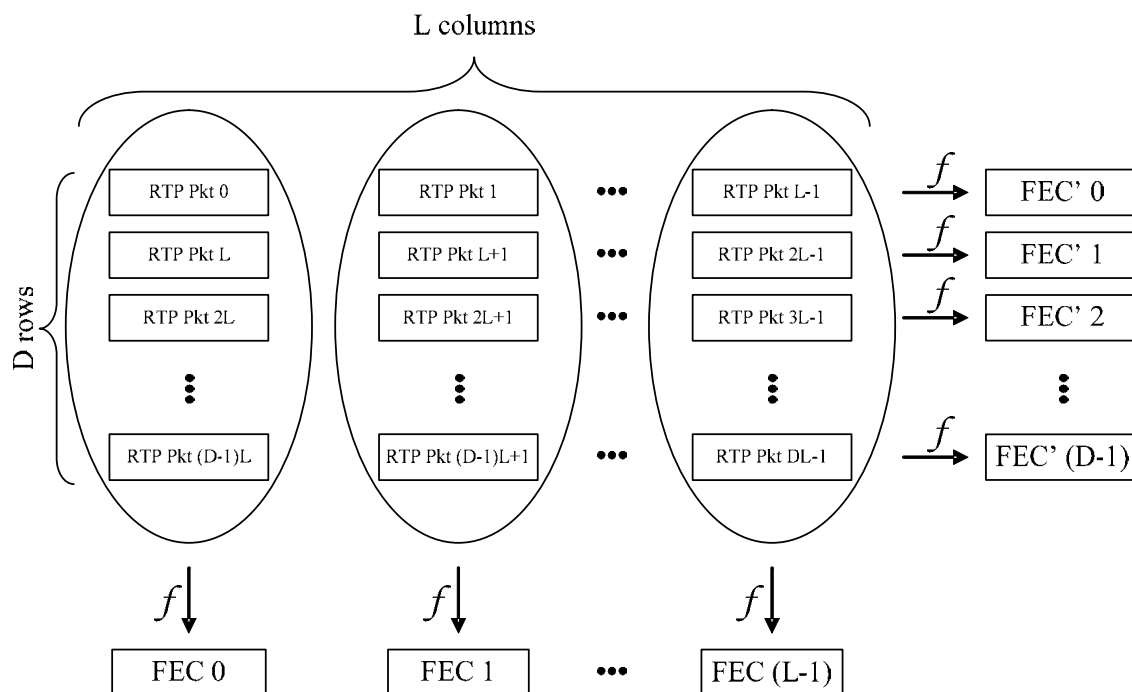 L columns
D rows
RTP Pkt 0 RTP Pkt 1 ••• RTP Pkt L-1 f FEC’ 0
RTP Pkt L RTP Pkt L+1 ••• RTP Pkt 2L-1 f FEC’ 1
RTP Pkt 2L RTP Pkt 2L+1 ••• RTP Pkt 3L-1 f FEC’ 2
RTP Pkt (D-1)L RTP Pkt (D-1)L+1 ••• RTP Pkt DL-1 f FEC’ (D-1)
f f f
FEC 0 FEC 1 ••• FEC (L-1)